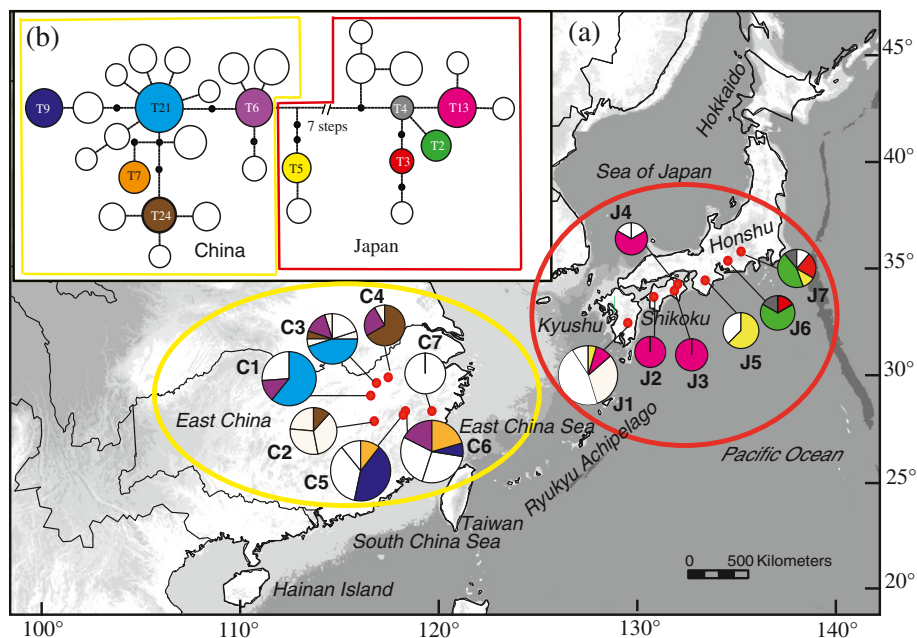 (b)
(a)
T9
T21
T6
T4
T13
7 steps
T2
T3
T5
T7
T24
China
Japan
45°
40°
35°
30°
25°
20°
Hokkaido
Sea of Japan
Honshu
J4
J7
Kyushu
Shikoku
J6
J5
J2
J3
J1
C4
C3
C7
C1
East China
East China Sea
C2
C6
C5
Ryukyu Achipelago
Pacific Ocean
Taiwan
South China Sea
Hainan Island
0 500 Kilometers
100° 110° 120° 130° 140°